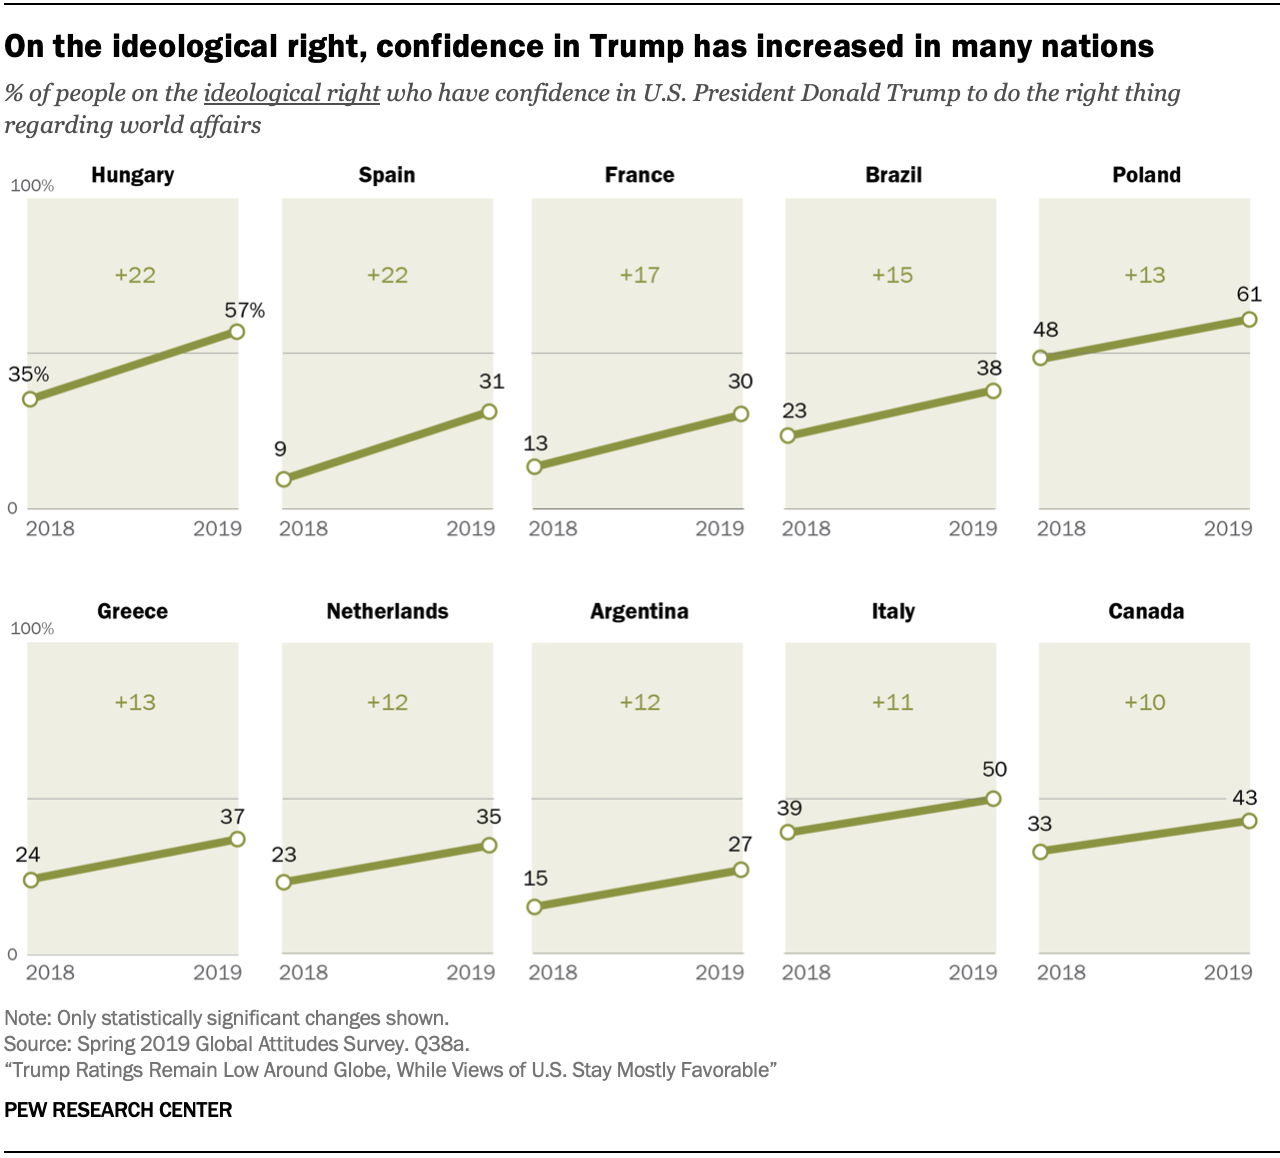 On the ideological right, confidence in Trump has increased in many nations
% of people on the ideological right who have confidence in U.S. President Donald Trump to do the right thing
regarding world affairs
Hungary Spain France Brazil Poland
100%
+22 +22 +17 +15 +13
35% 57% 9 31 13 30 23 38 48 61
0
2018 2019 2018 2019 2018 2019 2018 2019 2018 2019
Greece Netherlands Argentina Italy Canada
100%
+13 +12 +12 +11 +10
24 37 23 35 15 27 39 50 33 43
0
2018 2019 2018 2019 2018 2019 2018 2019 2018 2019
Note: Only statistically significant changes shown.
Source: Spring 2019 Global Attitudes Survey. Q38a.
“Trump Ratings Remain Low Around Globe, While Views of U.S. Stay Mostly Favorable”
PEW RESEARCH CENTER